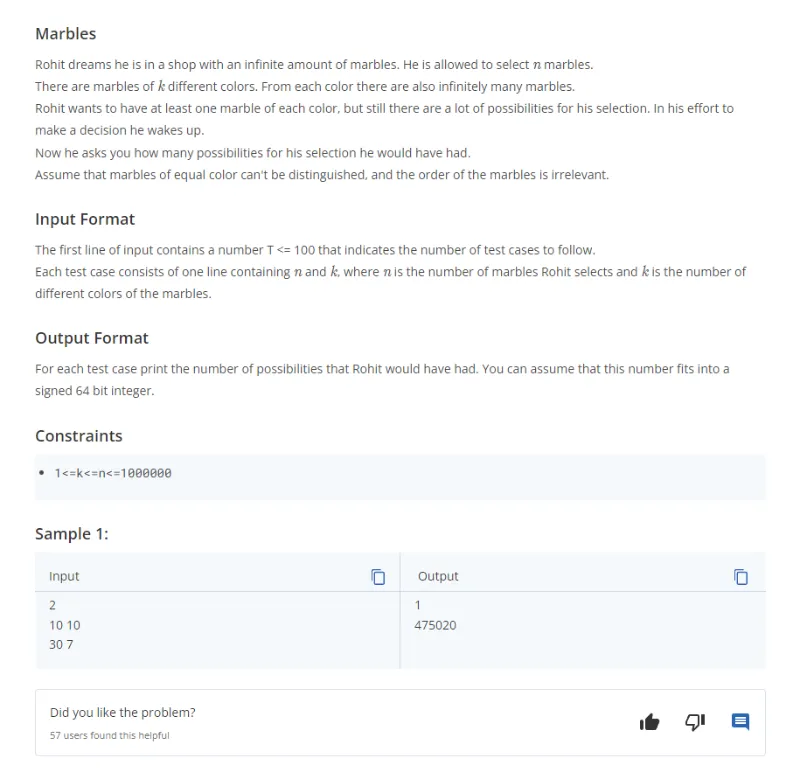 Marbles
Rohit dreams he is in a shop with an infinite amount of marbles. He is allowed to select n marbles.
There are marbles of k different colors. From each color there are also infinitely many marbles.
Rohit wants to have at least one marble of each color, but still there are a lot of possibilities for his selection. In his effort to
make a decision he wakes up.
Now he asks you how many possibilities for his selection he would have had.
Assume that marbles of equal color can't be distinguished, and the order of the marbles is irrelevant.
Input Format
The first line of input contains a number T <= 100 that indicates the number of test cases to follow.
Each test case consists of one line containing n and k, where n is the number of marbles Rohit selects and k is the number of
different colors of the marbles.
Output Format
For each test case print the number of possibilities that Rohit would have had. You can assume that this number fits into a
signed 64 bit integer.
Constraints
• 1<=k<=n<=1000000
Sample 1:
Input
Output
2
10 10
30 7
1
475020
Did you like the problem?
57 users found this helpful